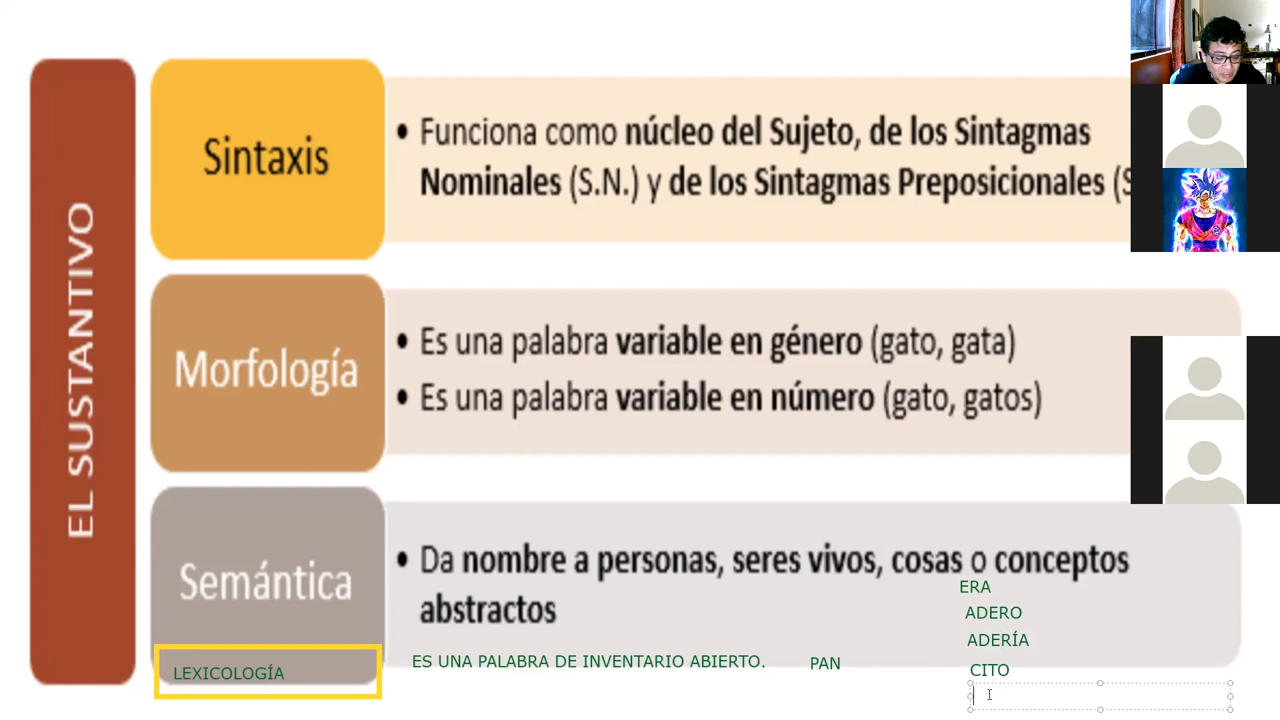 EL SUSTANTIVO
Sintaxis
• Funciona como núcleo del Sujeto, de los Sintagmas
Nominales (S.N.) y de los Sintagmas Preposicionales (S
Morfología
• Es una palabra variable en género (gato, gata)
• Es una palabra variable en número (gato, gatos)
Semántica
• Da nombre a personas, seres vivos, cosas o conceptos
abstractos
LEXICOLOGÍA
ES UNA PALABRA DE INVENTARIO ABIERTO.
PAN
ERA
ADERO
ADERÍA
CITO